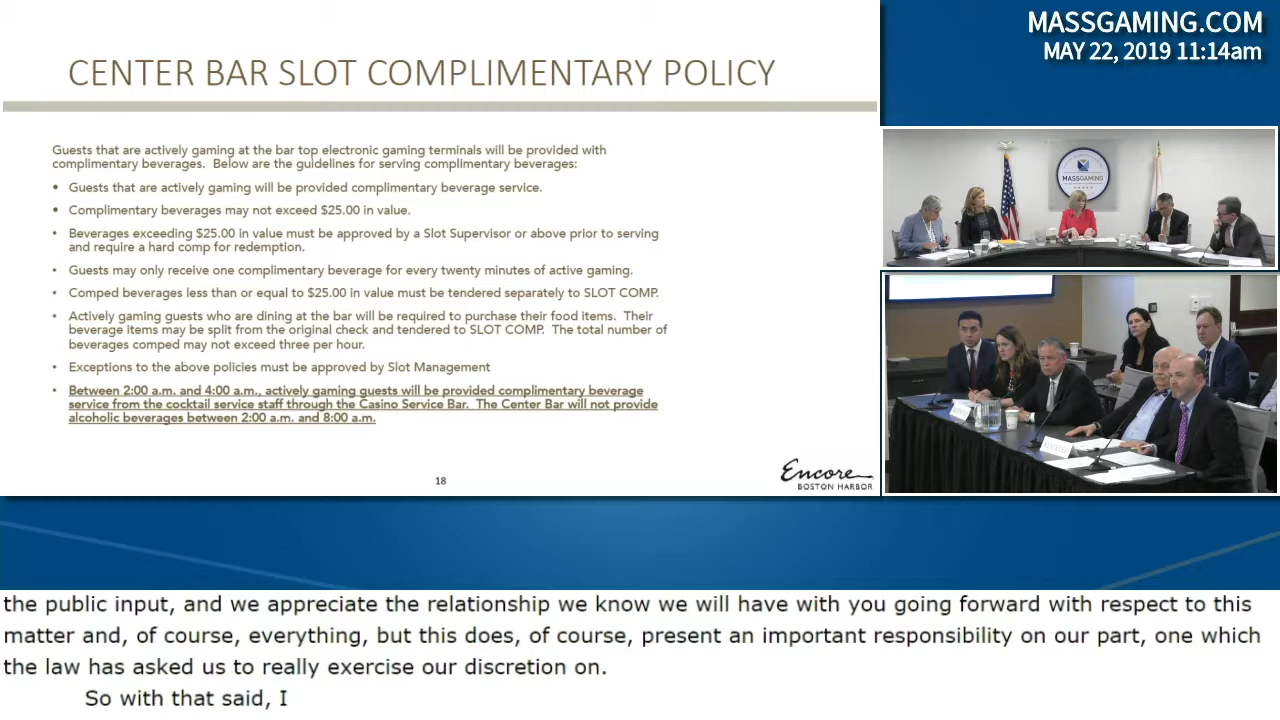 MASSGAMING.COM
MAY 22, 2019 11:14am
CENTER BAR SLOT COMPLIMENTARY POLICY
Guests that are actively gaming at the bar top electronic gaming terminals will be provided with
complimentary beverages. Below are the guidelines for serving complimentary beverages:
• Guests that are actively gaming will be provided complimentary beverage service.
• Complimentary beverages may not exceed $25.00 in value.
• Beverages exceeding $25.00 in value must be approved by a Slot Supervisor or above prior to serving
and require a hard comp for redemption.
• Guests may only receive one complimentary beverage for every twenty minutes of active gaming.
• Comped beverages less than or equal to $25.00 in value must be tendered separately to SLOT COMP.
• Actively gaming guests who are dining at the bar will be required to purchase their food items. Their
beverage items may be split from the original check and tendered to SLOT COMP. The total number of
beverages comped may not exceed three per hour.
• Exceptions to the above policies must be approved by Slot Management
• Between 2:00 a.m. and 4:00 a.m., actively gaming guests will be provided complimentary beverage
service from the cocktail service staff through the Casino Service Bar. The Center Bar will not provide
alcoholic beverages between 2:00 a.m. and 8:00 a.m.
18
Encore
BOSTON HARBOR
MASSGAMING
the public input, and we appreciate the relationship we know we will have with you going forward with respect to this
matter and, of course, everything, but this does, of course, present an important responsibility on our part, one which
the law has asked us to really exercise our discretion on.
So with that said, I